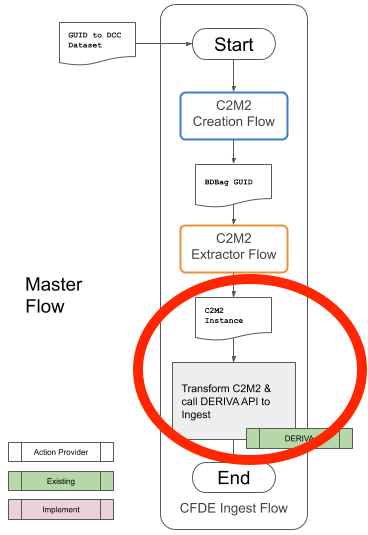 GUID to DCC
Dataset
Start
C2M2
Creation Flow
BDBag GUID
C2M2
Extractor Flow
Master
Flow
C2M2
Instance
Transform C2M2 &
call DERIVA API to
Ingest
DERIVA
Action Provider
Existing
Implement
End
CFDE Ingest Flow